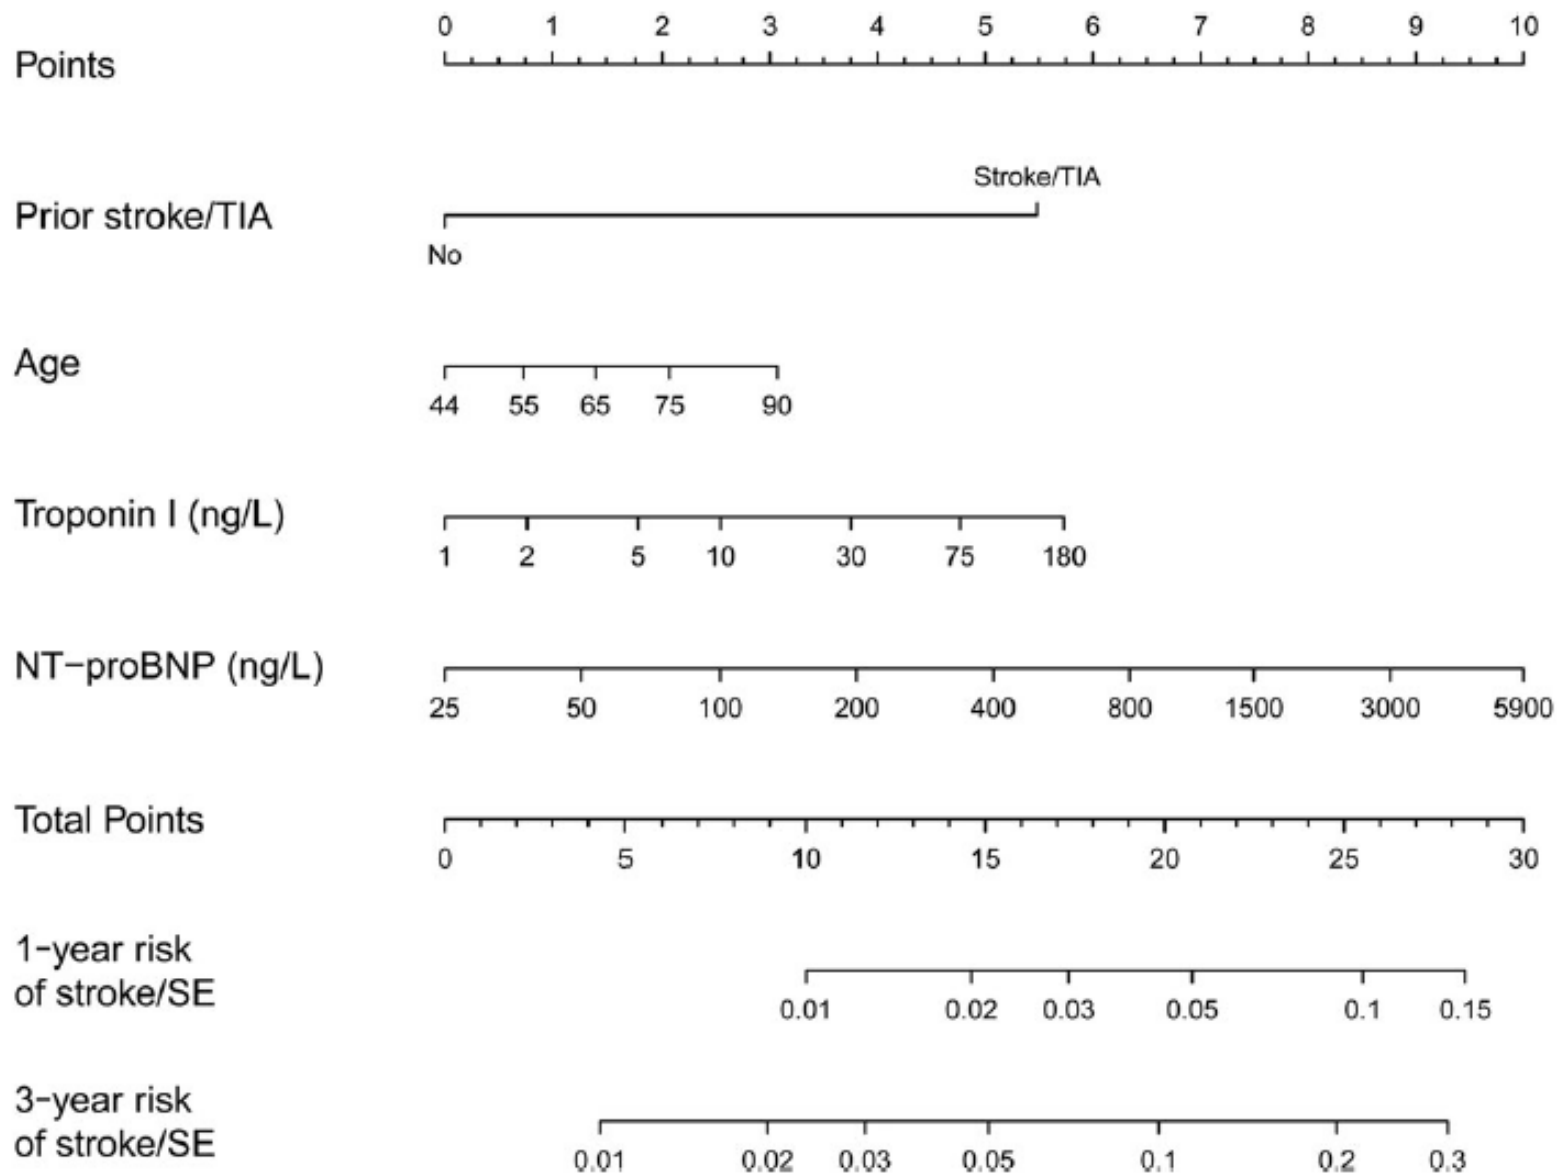 0 1 2 3 4 5 6 7 8 9 10
Points
Stroke/TIA
Prior stroke/TIA
No
Age
44 55 65 75 90
Troponin I (ng/L)
1 2 5 10 30 75 180
NT−proBNP (ng/L)
25 50 100 200 400 800 1500 3000 5900
Total Points
0 5 10 15 20 25 30
1−year risk
of stroke/SE
0.01 0.02 0.03 0.05 0.1 0.15
3−year risk
of stroke/SE
0.01 0.02 0.03 0.05 0.1 0.2 0.3